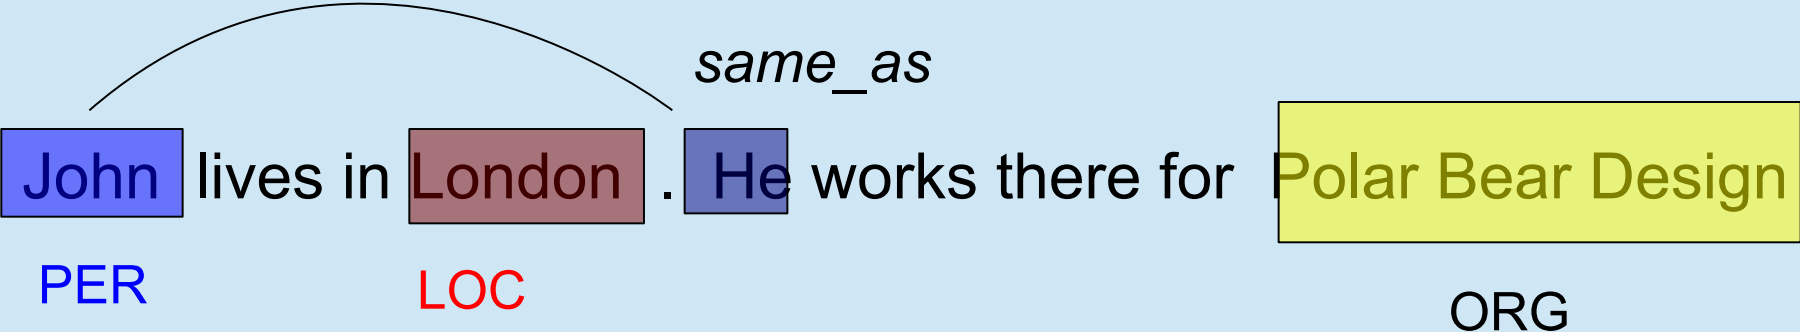 same_as
John lives in London . He works there for Polar Bear Design
PER LOC ORG